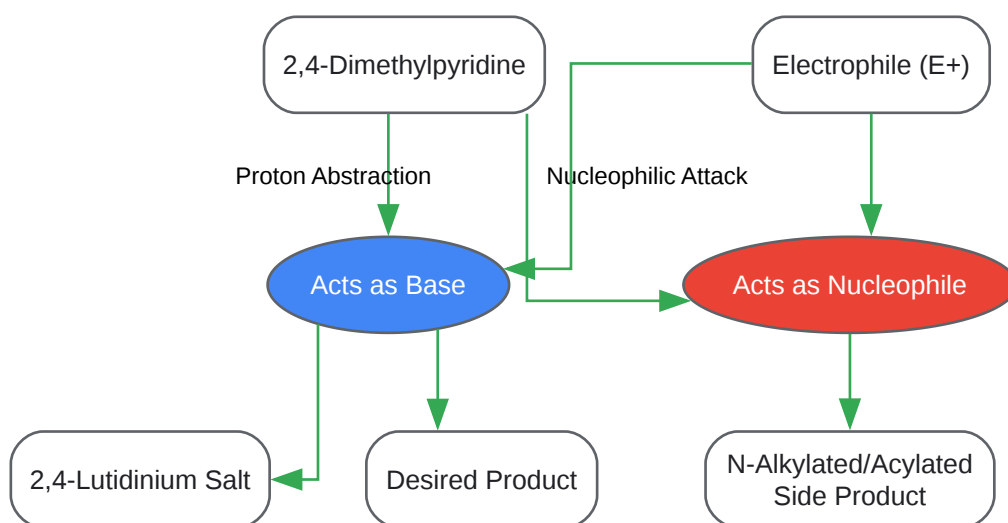 2,4-Dimethylpyridine
Electrophile (E+)
Proton Abstraction
Nucleophilic Attack
Acts as Base
Acts as Nucleophile
2,4-Lutidinium Salt
Desired Product
N-Alkylated/Acylated
Side Product